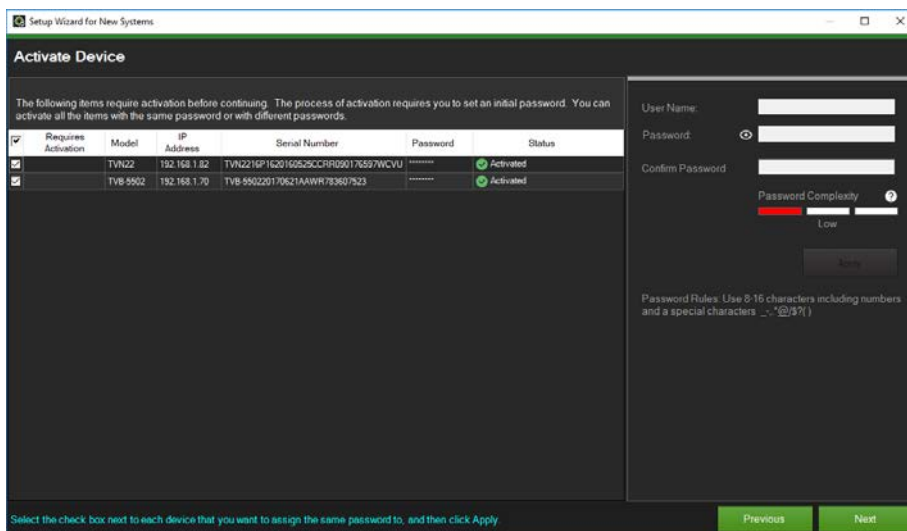 Setup Wizard for New Systems
Activate Device
The following items require activation before continuing. The process of activation requires you to set an initial password. You can
activate all the items with the same password or with different passwords.
Requires Activation Model IP Address Serial Number Password Status
TVN22 192.168.1.82 TVN2216P1620160525CCRR090176597WCVU ******** Activated
TVB-5502 192.168.1.70 TVB-550220170621AAWR783607523 ******** Activated
User Name:
Password:
Confirm Password
Password Complexity ?
Low
Apply
Password Rules: Use 8-16 characters including numbers
and a special characters _-,.*@/$?( )
Select the check box next to each device that you want to assign the same password to, and then click Apply.
Previous Next